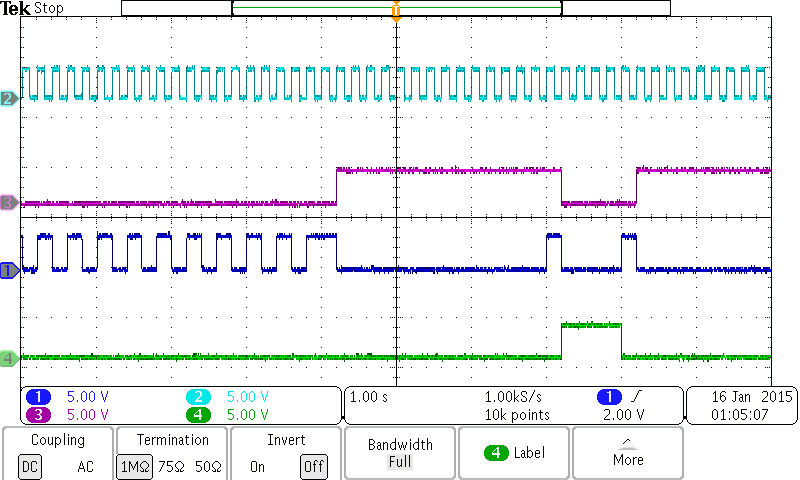 Tek Stop
T
2
3
1
4
1 5.00 V 2 5.00 V 1.00 s 1.00kS/s 1 2.00 V 16 Jan 2015
3 5.00 V 4 5.00 V 10k points 01:05:07
Coupling Termination Invert Bandwidth 4 Label More
DC AC 1MΩ 75Ω 50Ω On Off Full